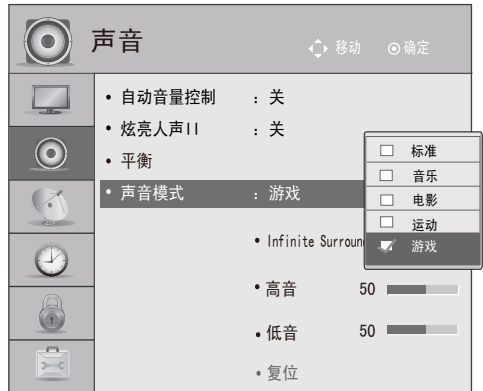 声音
移动 确定
• 自动音量控制 : 关
• 炫亮人声II : 关
• 平衡
• 声音模式 : 游戏
标准
音乐
电影
运动
游戏
• Infinite Surroun
• 高音 50
• 低音 50
• 复位